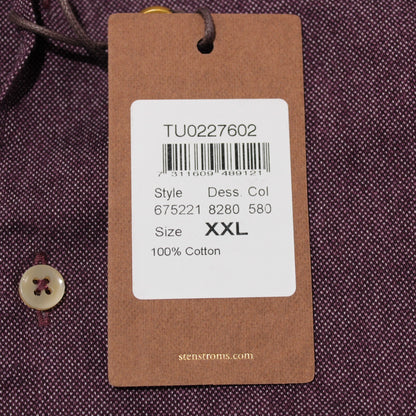 TU0227602
7 311609 489121
Style Dess. Col
675221 8280 580
Size XXL
100% Cotton
stenstroms.com